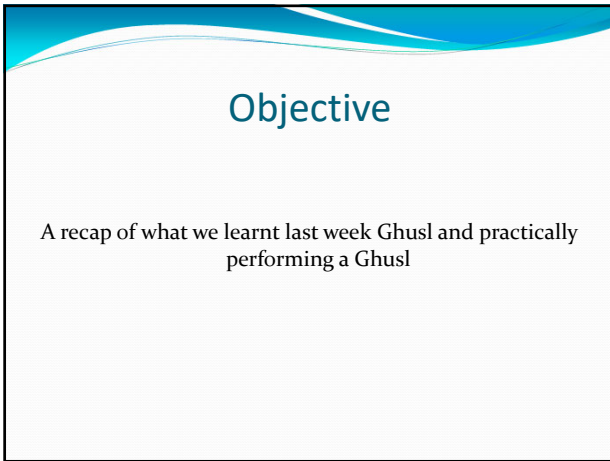 Objective
A recap of what we learnt last week Ghusl and practically
performing a Ghusl